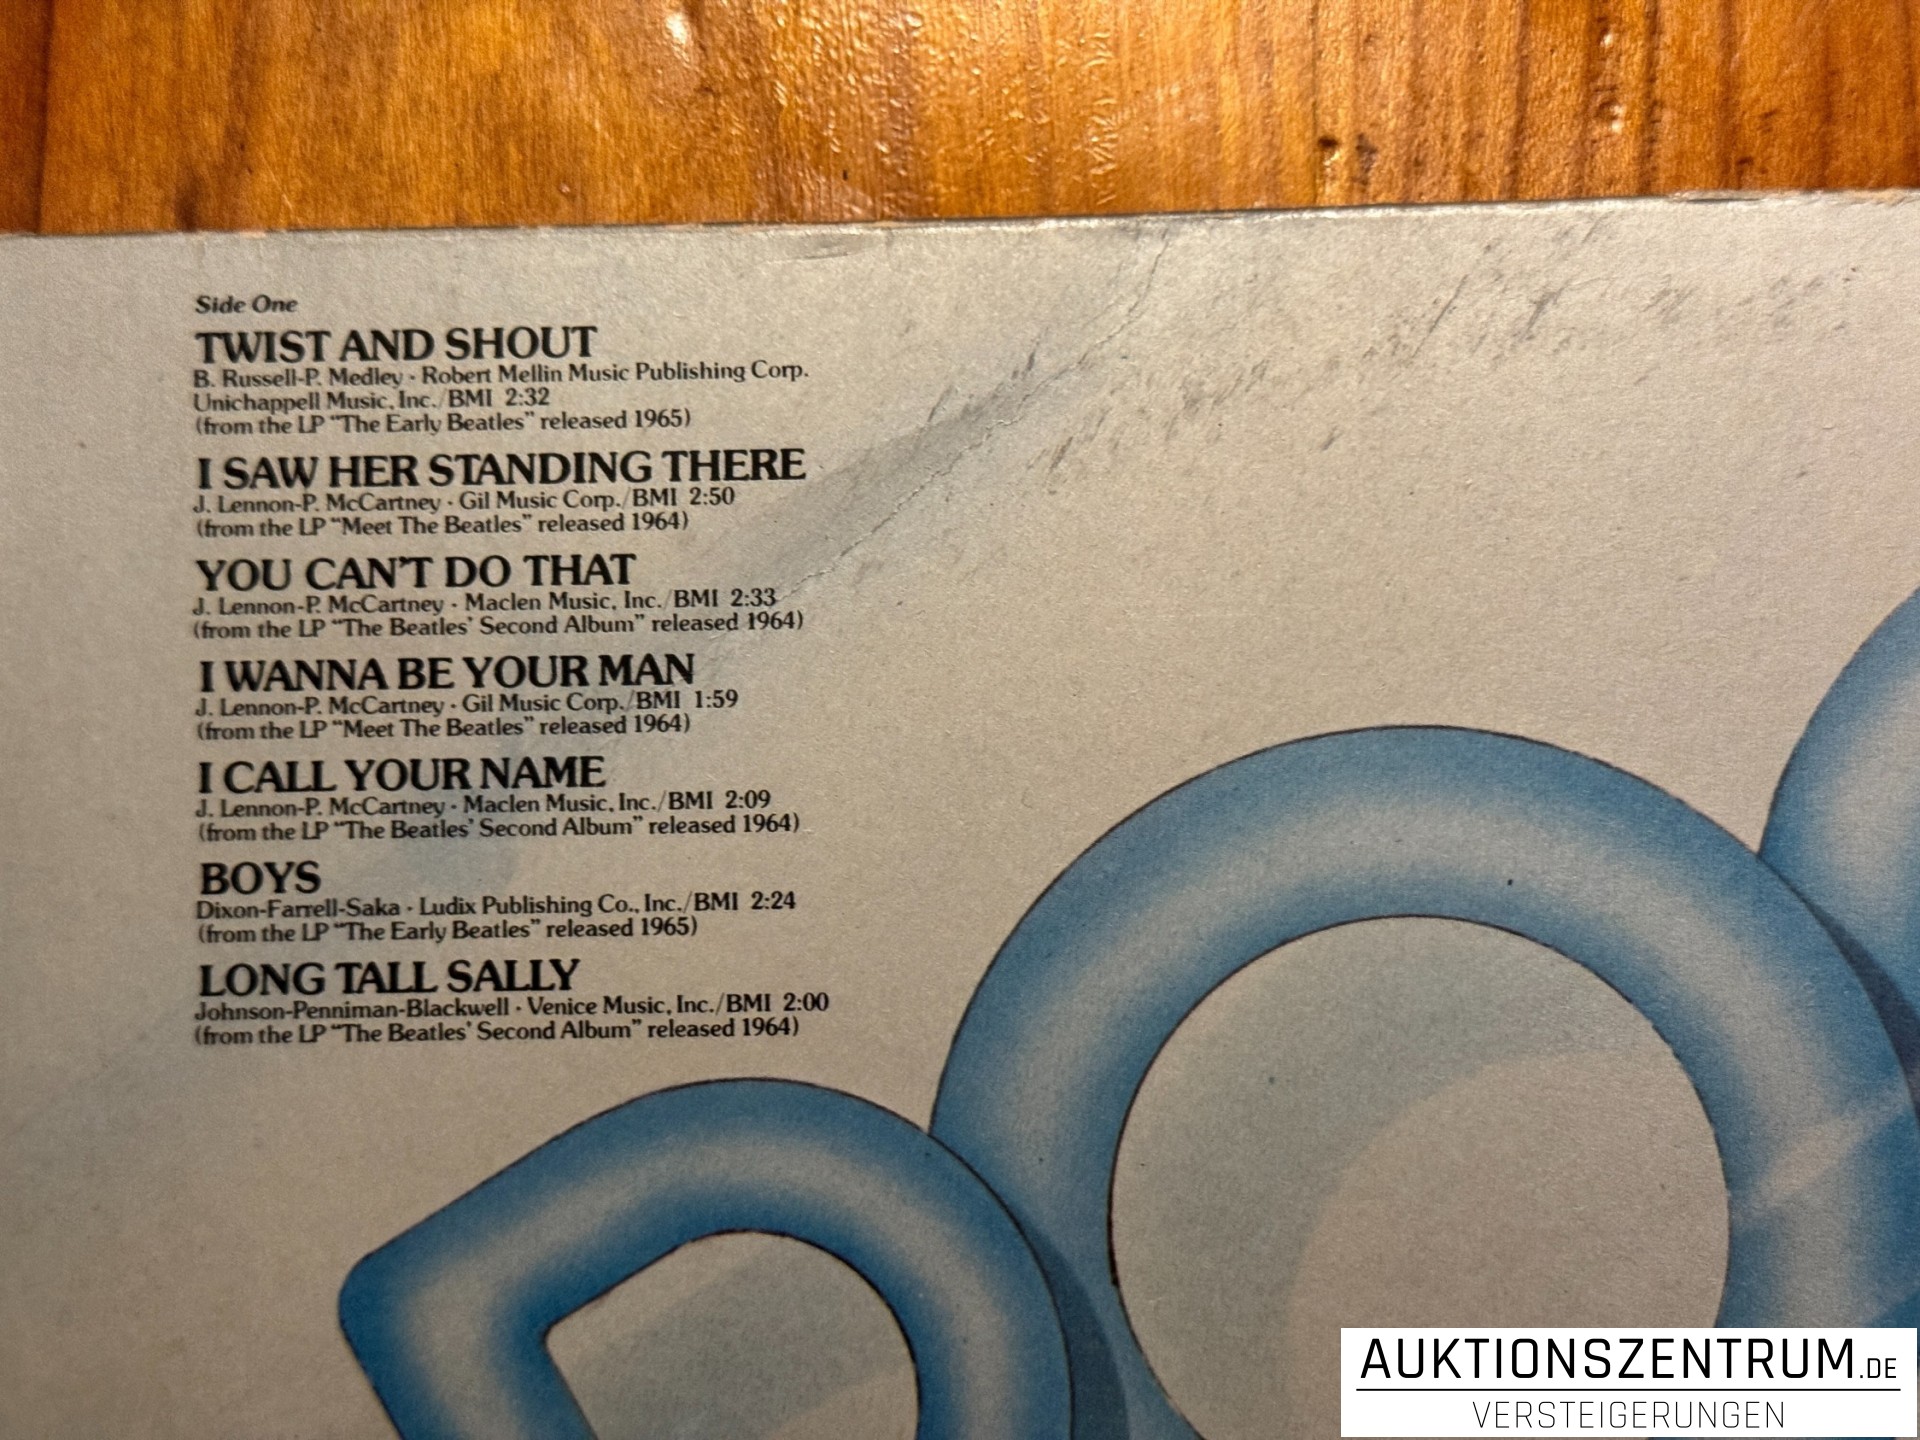 Side One
TWIST AND SHOUT
B. Russell-P. Medley · Robert Mellin Music Publishing Corp.
Unichappell Music, Inc./BMI 2:32
(from the LP “The Early Beatles” released 1965)
I SAW HER STANDING THERE
J. Lennon-P. McCartney · Gil Music Corp./BMI 2:50
(from the LP “Meet The Beatles” released 1964)
YOU CAN'T DO THAT
J. Lennon-P. McCartney · Maclen Music, Inc./BMI 2:33
(from the LP “The Beatles' Second Album” released 1964)
I WANNA BE YOUR MAN
J. Lennon-P. McCartney · Gil Music Corp./BMI 1:59
(from the LP “Meet The Beatles” released 1964)
I CALL YOUR NAME
J. Lennon-P. McCartney · Maclen Music, Inc./BMI 2:09
(from the LP “The Beatles' Second Album” released 1964)
BOYS
Dixon-Farrell-Saka · Ludix Publishing Co., Inc./BMI 2:24
(from the LP “The Early Beatles” released 1965)
LONG TALL SALLY
Johnson-Penniman-Blackwell · Venice Music, Inc./BMI 2:00
(from the LP “The Beatles' Second Album” released 1964)
AUKTIONSZENTRUM.DE
VERSTEIGERUNGEN